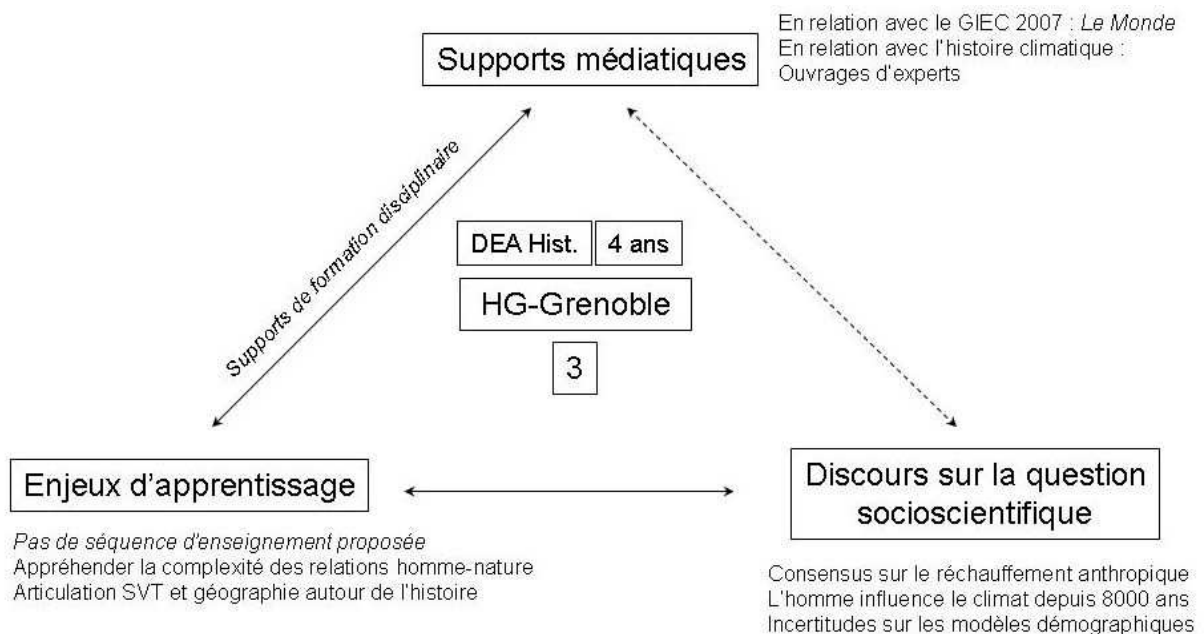 En relation avec le GIEC 2007 : Le Monde
En relation avec l'histoire climatique :
Ouvrages d'experts
Supports médiatiques
Supports de formation disciplinaire
DEA Hist.
4 ans
HG-Grenoble
3
Enjeux d'apprentissage
Pas de séquence d'enseignement proposée
Appréhender la complexité des relations homme-nature
Articulation SVT et géographie autour de l'histoire
Discours sur la question
socioscientifique
Consensus sur le réchauffement anthropique
L'homme influence le climat depuis 8000 ans
Incertitudes sur les modèles démographiques